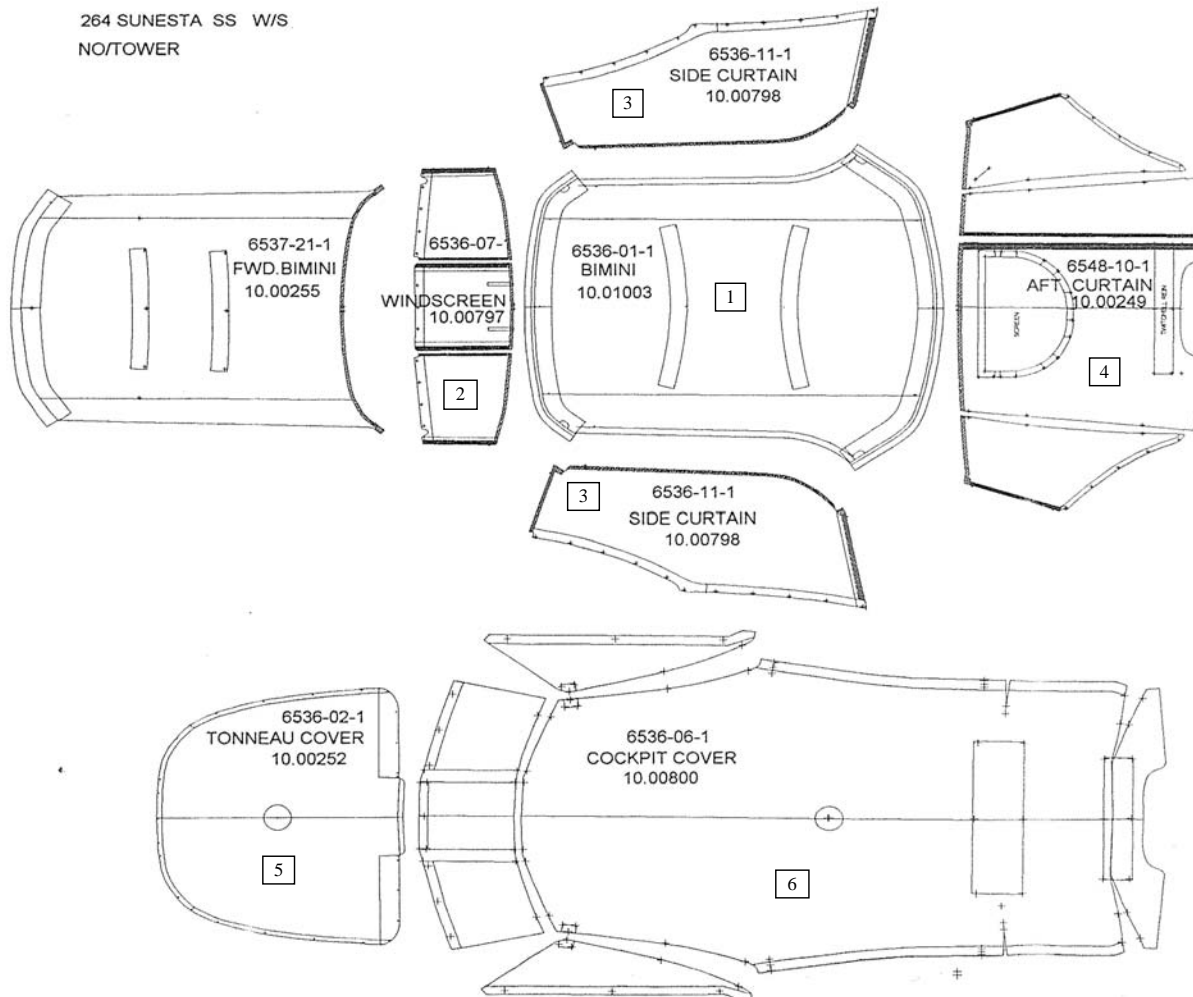 264 SUNESTA SS W/S
NO/TOWER
6536-11-1
SIDE CURTAIN
10.00798
3
6537-21-1
FWD.BIMINI
10.00255
6536-07-
WINDSCREEN
10.00797
2
6536-01-1
BIMINI
10.01003
1
6548-10-1
AFT. CURTAIN
10.00249
SCREEN
4
3
6536-11-1
SIDE CURTAIN
10.00798
6536-02-1
TONNEAU COVER
10.00252
5
6536-06-1
COCKPIT COVER
10.00800
6